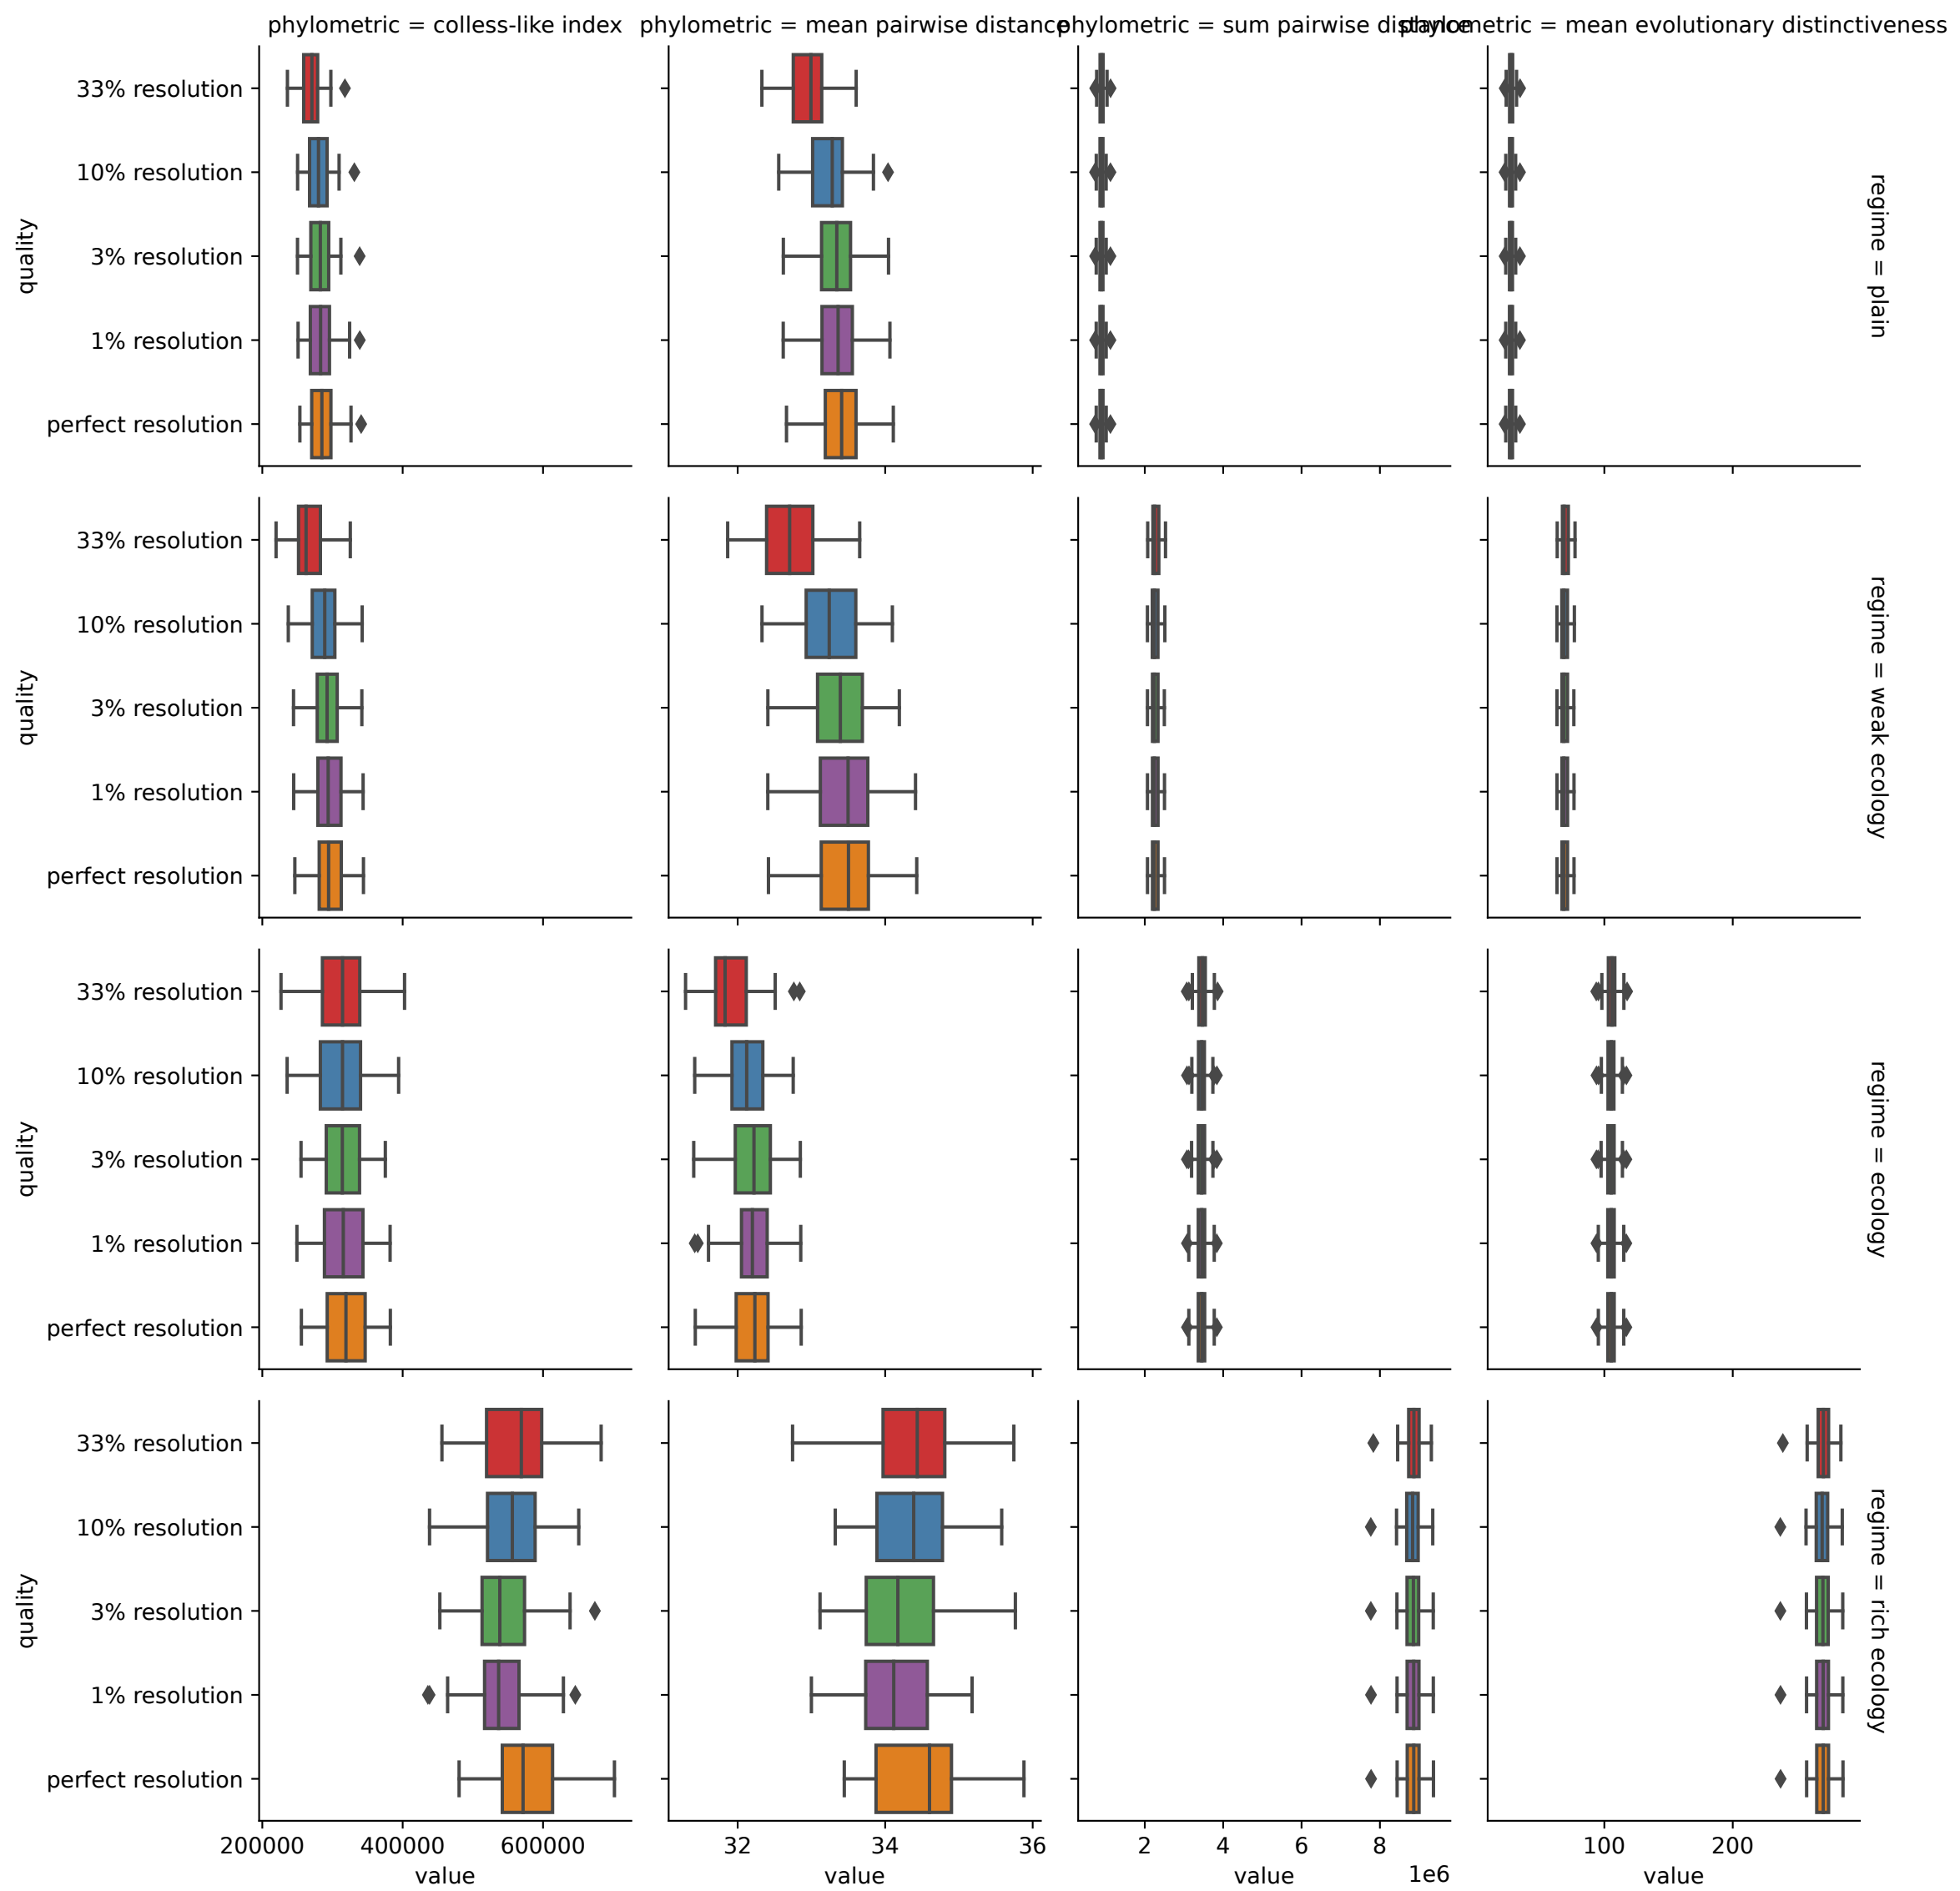 phylometric = colless-like index
phylometric = mean pairwise distance
phylometric = sum pairwise distance
phylometric = mean evolutionary distinctiveness
33% resolution
10% resolution
3% resolution
1% resolution
perfect resolution
quality
regime = plain
33% resolution
10% resolution
3% resolution
1% resolution
perfect resolution
quality
regime = weak ecology
33% resolution
10% resolution
3% resolution
1% resolution
perfect resolution
quality
regime = ecology
33% resolution
10% resolution
3% resolution
1% resolution
perfect resolution
quality
regime = rich ecology
200000 400000 600000
value
32 34 36
value
2 4 6 8
1e6
value
100 200
value